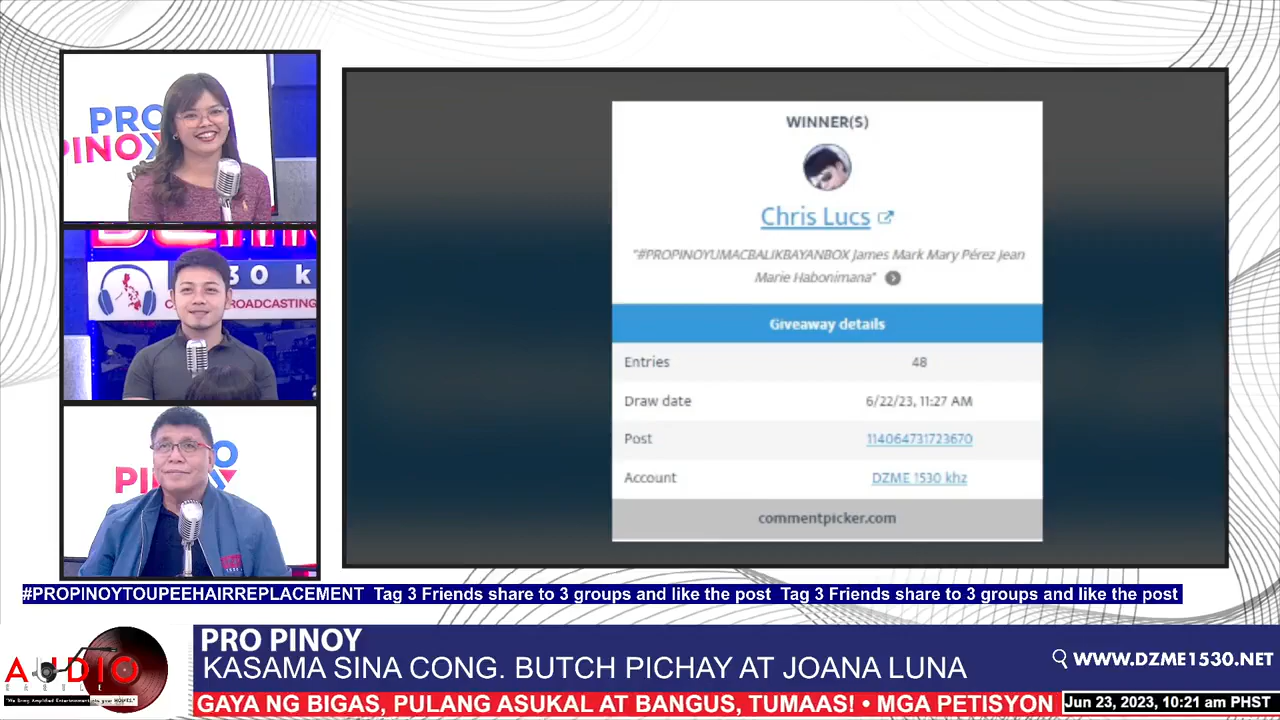 PRO
PINOY
30 k
ROADCASTING
PI
WINNER(S)
Chris Lucs
"#PROPINOYUMACBALIKBAYANBOX James Mark Mary Pérez Jean
Marie Habonimana"
Giveaway details
Entries 48
Draw date 6/22/23, 11:27 AM
Post 114064731723670
Account DZME 1530 khz
commentpicker.com
#PROPINOYTOUPEEHAIRREPLACEMENT Tag 3 Friends share to 3 groups and like the post Tag 3 Friends share to 3 groups and like the post
AUDIO
PRO PINOY
KASAMA SINA CONG. BUTCH PICHAY AT JOANA LUNA
WWW.DZME1530.NET
GAYA NG BIGAS, PULANG ASUKAL AT BANGUS, TUMAAS! • MGA PETISYON
Jun 23, 2023, 10:21 am PHST